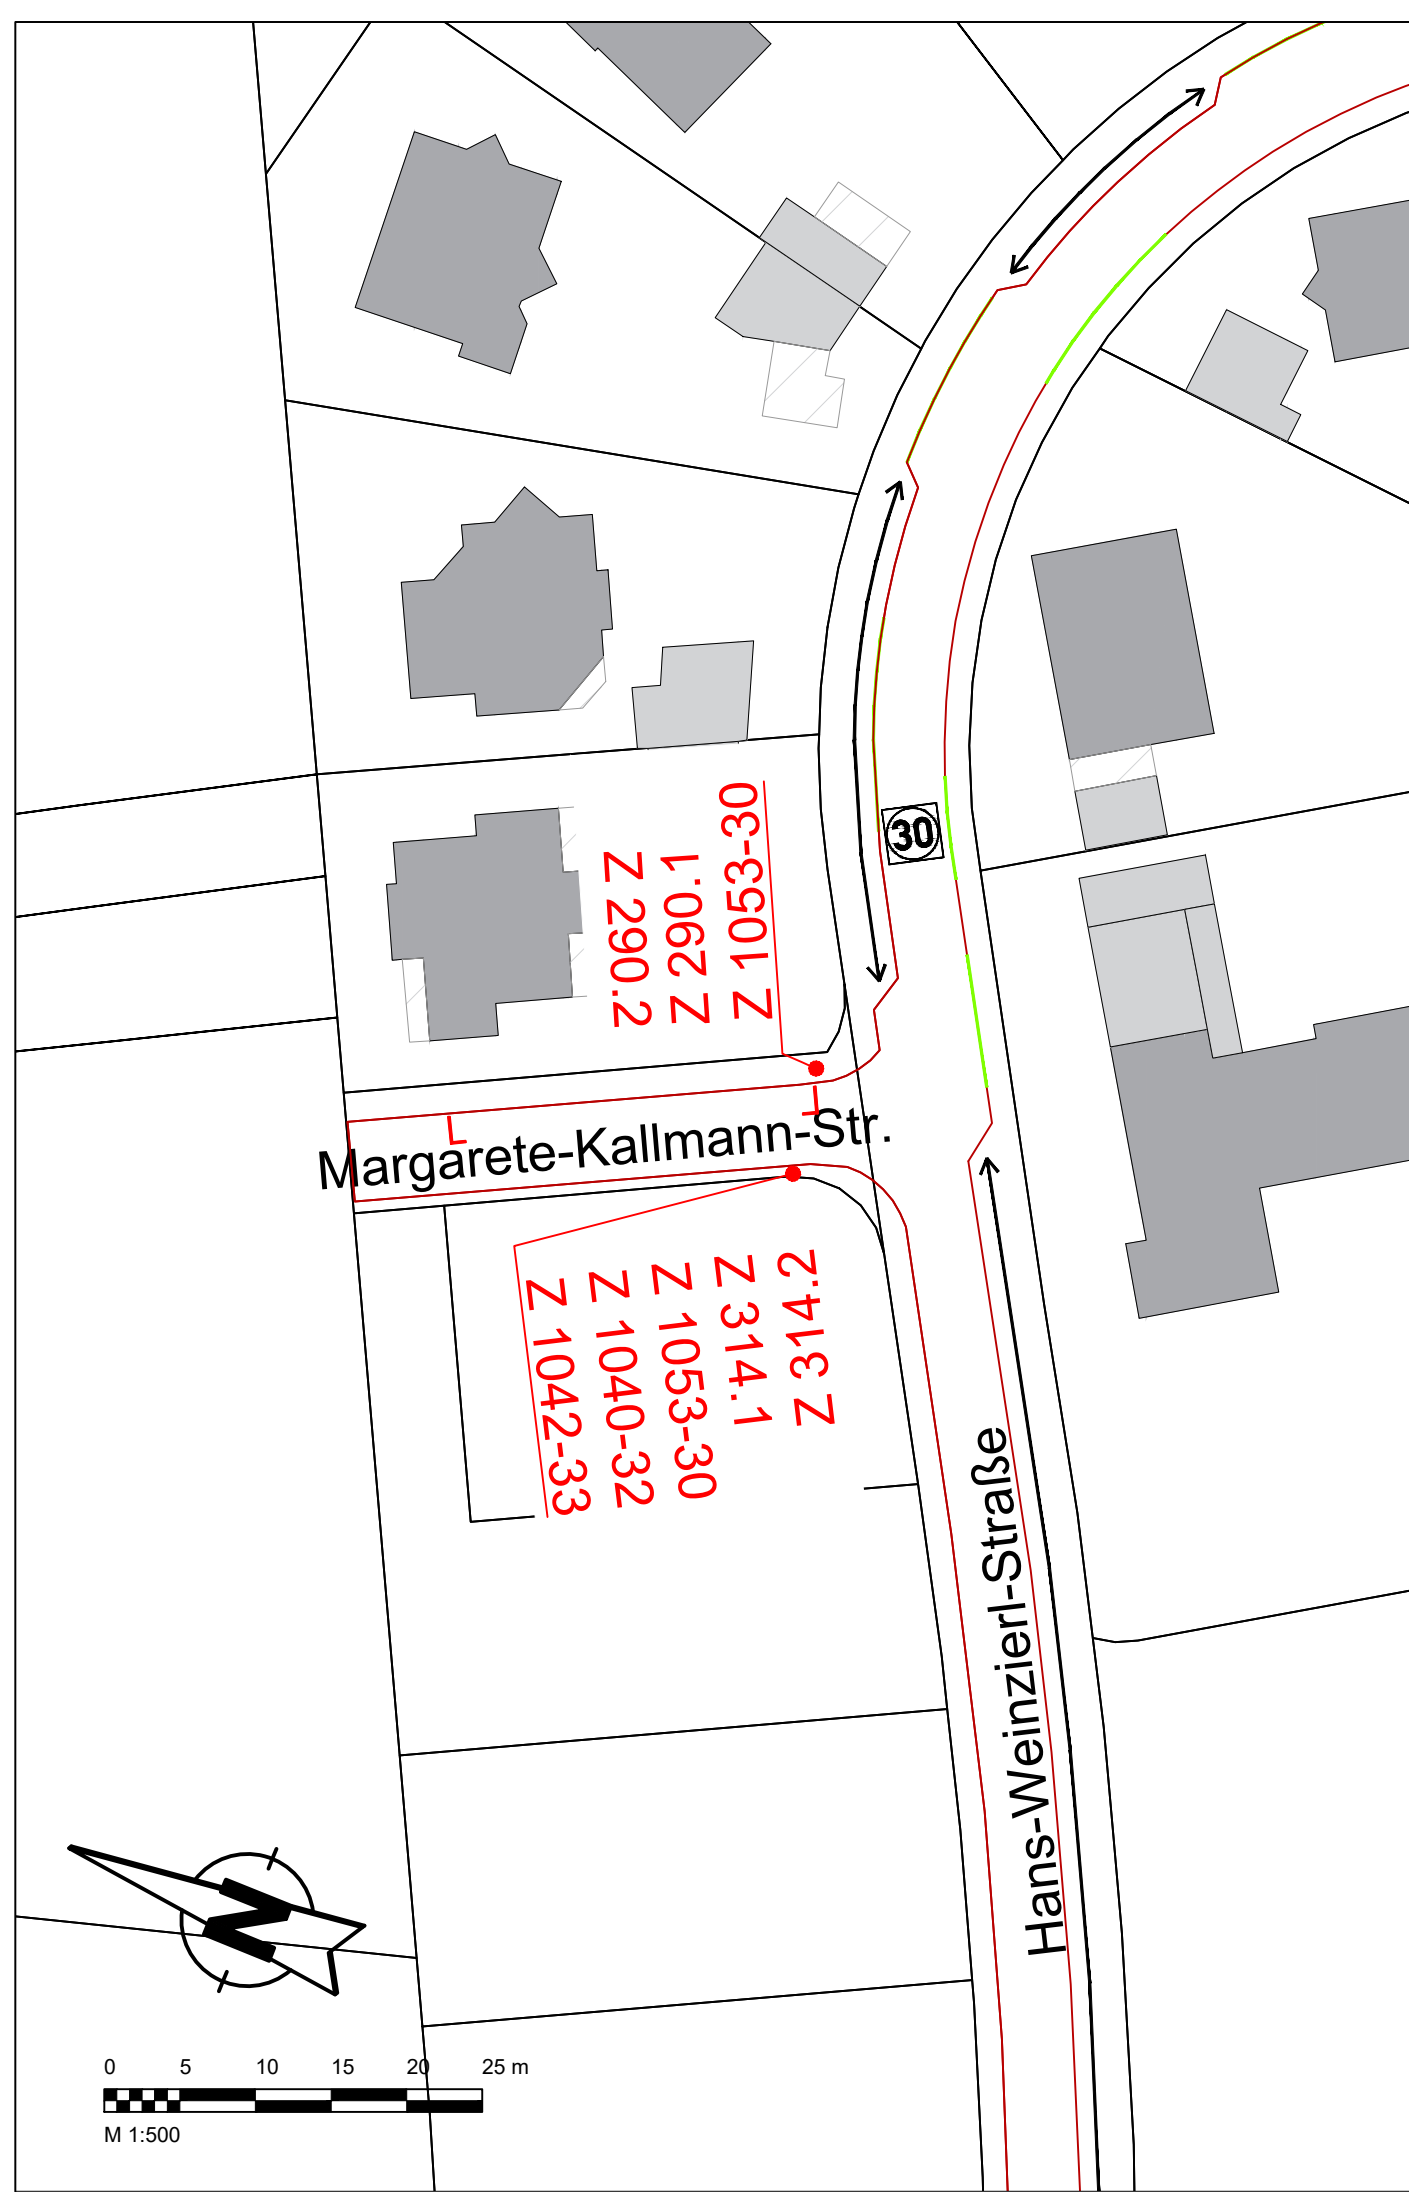 30
Z 1053-30
Z 290.1
Z 290.2
L
L
Margarete-Kallmann-Str.
Z 314.2
Z 314.1
Z 1053-30
Z 1040-32
Z 1042-33
Hans-Weinzierl-Straße
N
0 5 10 15 20 25 m
M 1:500